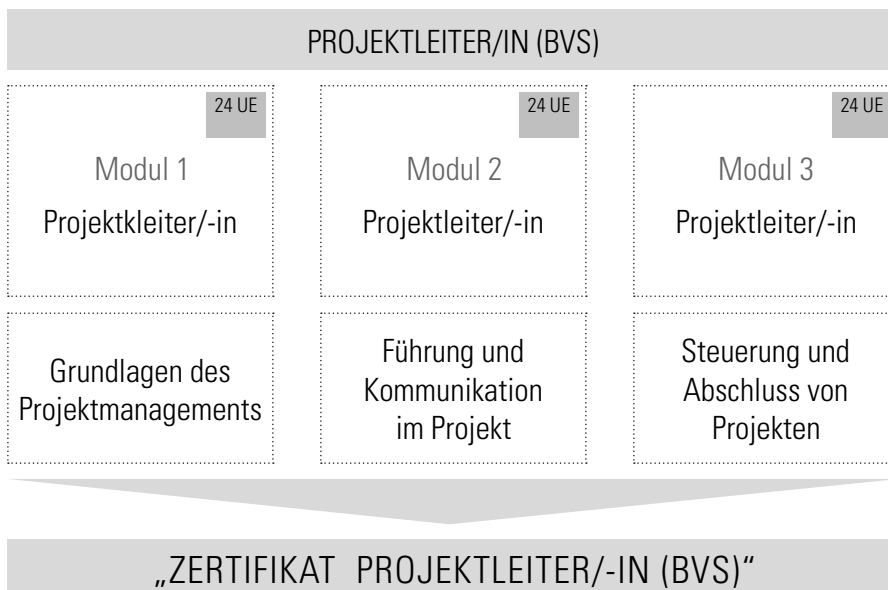 PROJEKTLEITER/IN (BVS)
24 UE
Modul 1
Projektkleiter/-in
24 UE
Modul 2
Projektleiter/-in
24 UE
Modul 3
Projektleiter/-in
Grundlagen des
Projektmanagements
Führung und
Kommunikation
im Projekt
Steuerung und
Abschluss von
Projekten
„ZERTIFIKAT PROJEKTLEITER/-IN (BVS)“